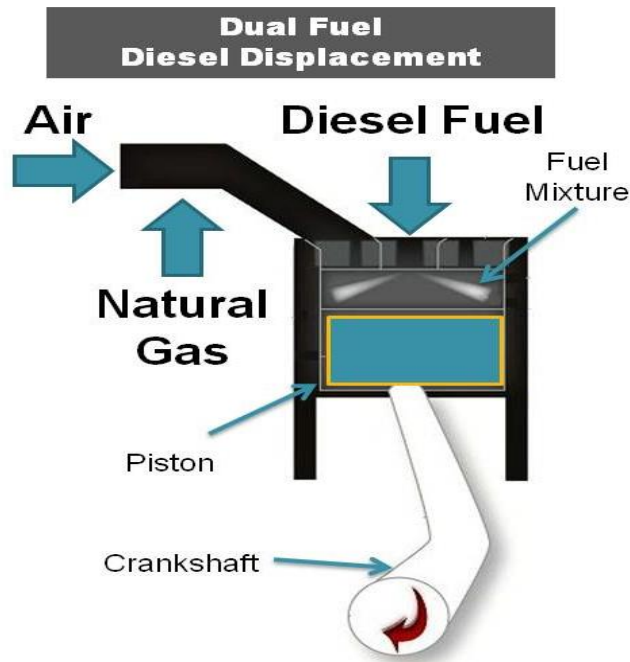 Dual Fuel
Diesel Displacement
Air
Diesel Fuel
Fuel
Mixture
Natural
Gas
Piston
Crankshaft